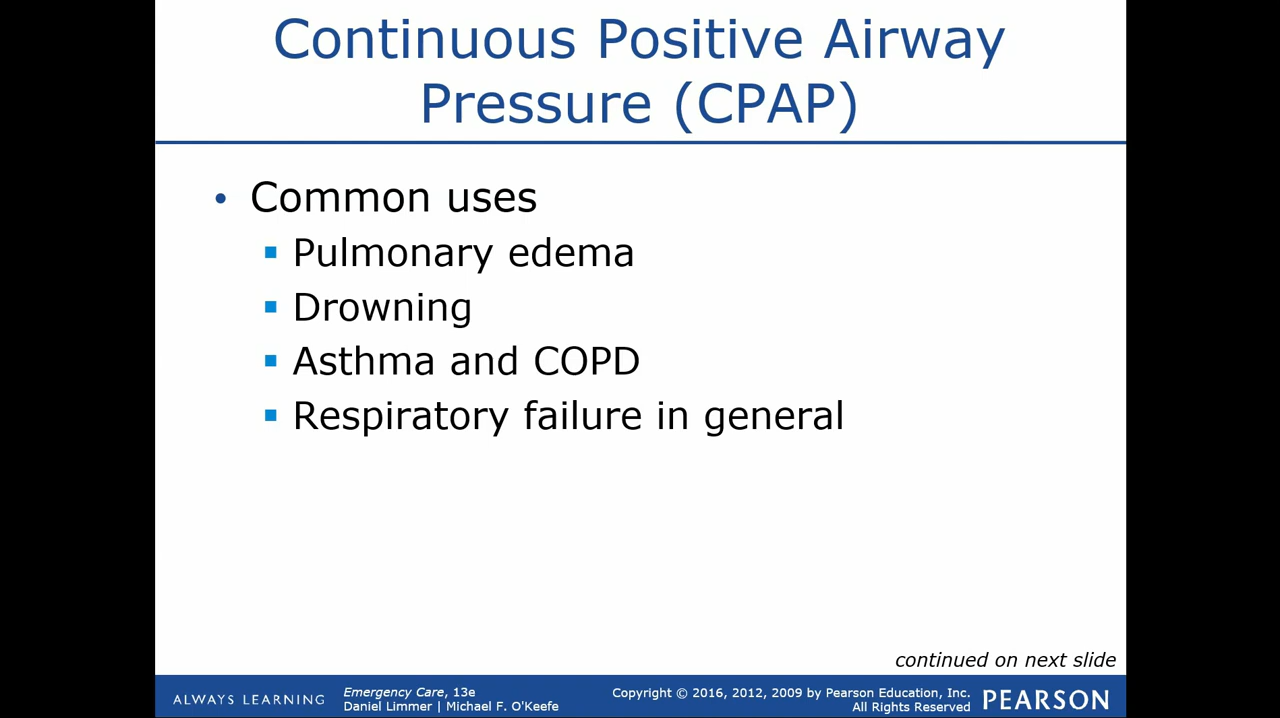 Continuous Positive Airway
Pressure (CPAP)
• Common uses
▪ Pulmonary edema
▪ Drowning
▪ Asthma and COPD
▪ Respiratory failure in general
continued on next slide
ALWAYS LEARNING
Emergency Care, 13e
Daniel Limmer | Michael F. O'Keefe
Copyright © 2016, 2012, 2009 by Pearson Education, Inc.
All Rights Reserved
PEARSON